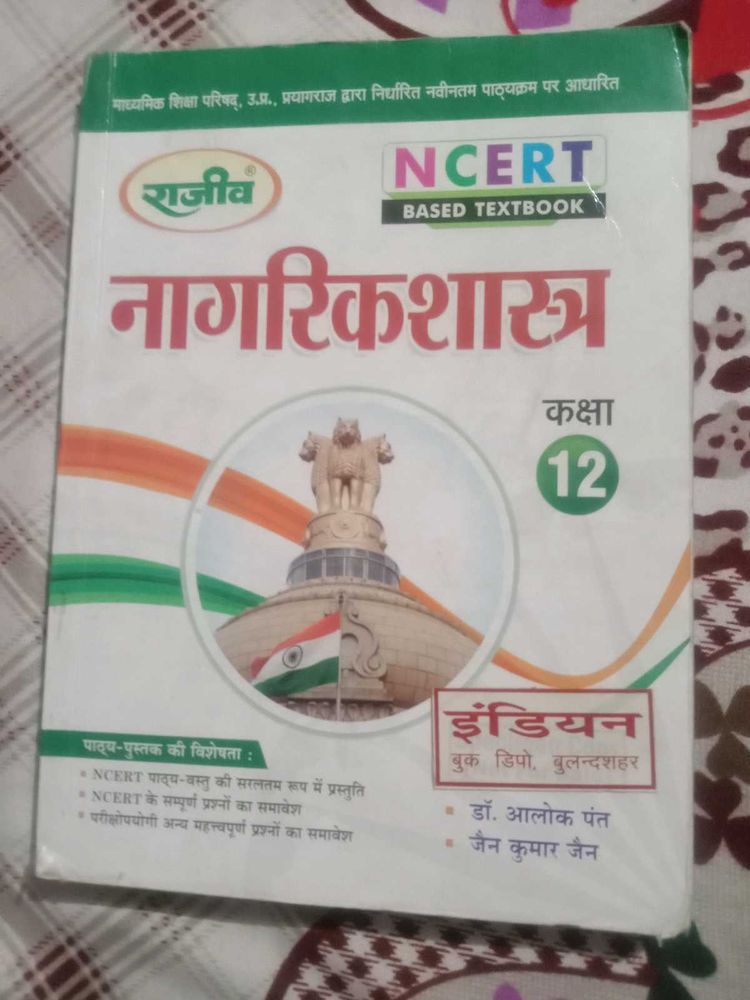 माध्यमिक शिक्षा परिषद्, उ.प्र., प्रयागराज द्वारा निर्धारित नवीनतम पाठ्यक्रम पर आधारित
राजीव®
NCERT
BASED TEXTBOOK
नागरिकशास्त्र
कक्षा
12
इंडियन
बुक डिपो, बुलन्दशहर
पाठ्य-पुस्तक की विशेषता :
• NCERT पाठ्य-वस्तु की सरलतम रूप में प्रस्तुति
• NCERT के सम्पूर्ण प्रश्नों का समावेश
• परीक्षोपयोगी अन्य महत्त्वपूर्ण प्रश्नों का समावेश
▪ डॉ. आलोक पंत
▪ जैन कुमार जैन